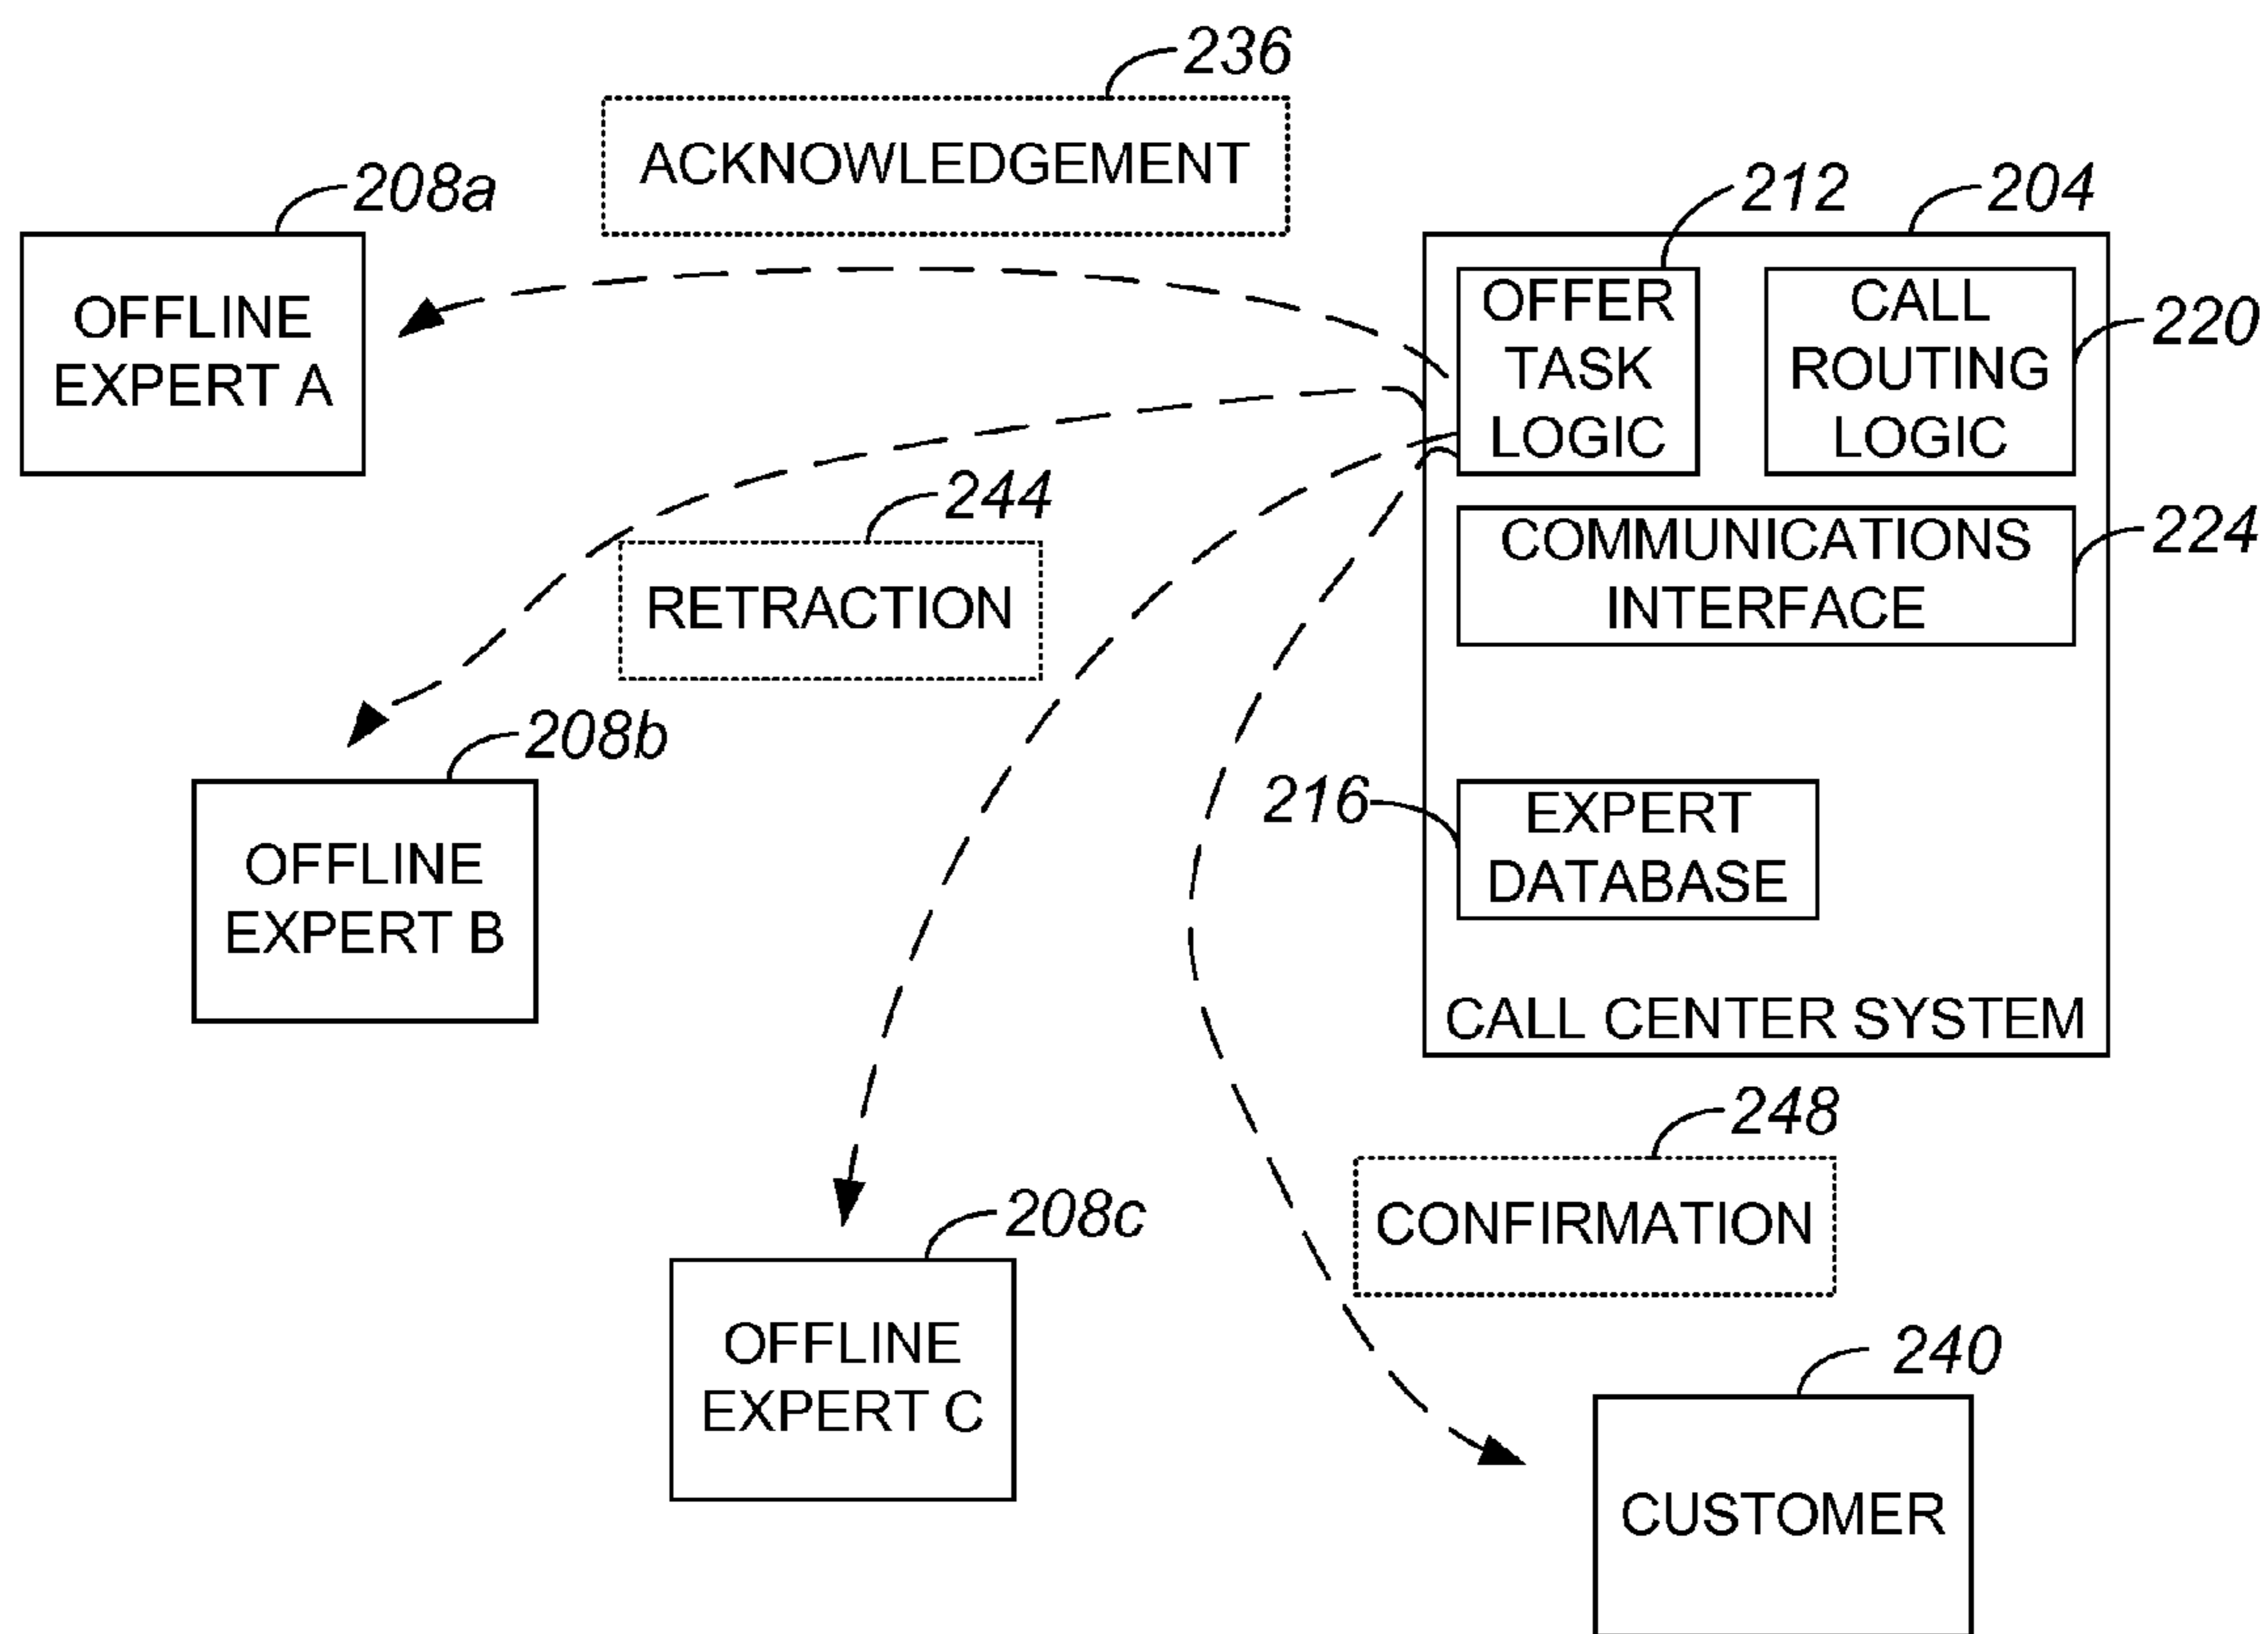 236
ACKNOWLEDGEMENT
208a
OFFLINE
EXPERT A
212
204
OFFER
TASK
LOGIC
CALL
ROUTING
LOGIC
220
244
RETRACTION
COMMUNICATIONS
INTERFACE
224
208b
OFFLINE
EXPERT B
216
EXPERT
DATABASE
CALL CENTER SYSTEM
248
CONFIRMATION
208c
OFFLINE
EXPERT C
240
CUSTOMER